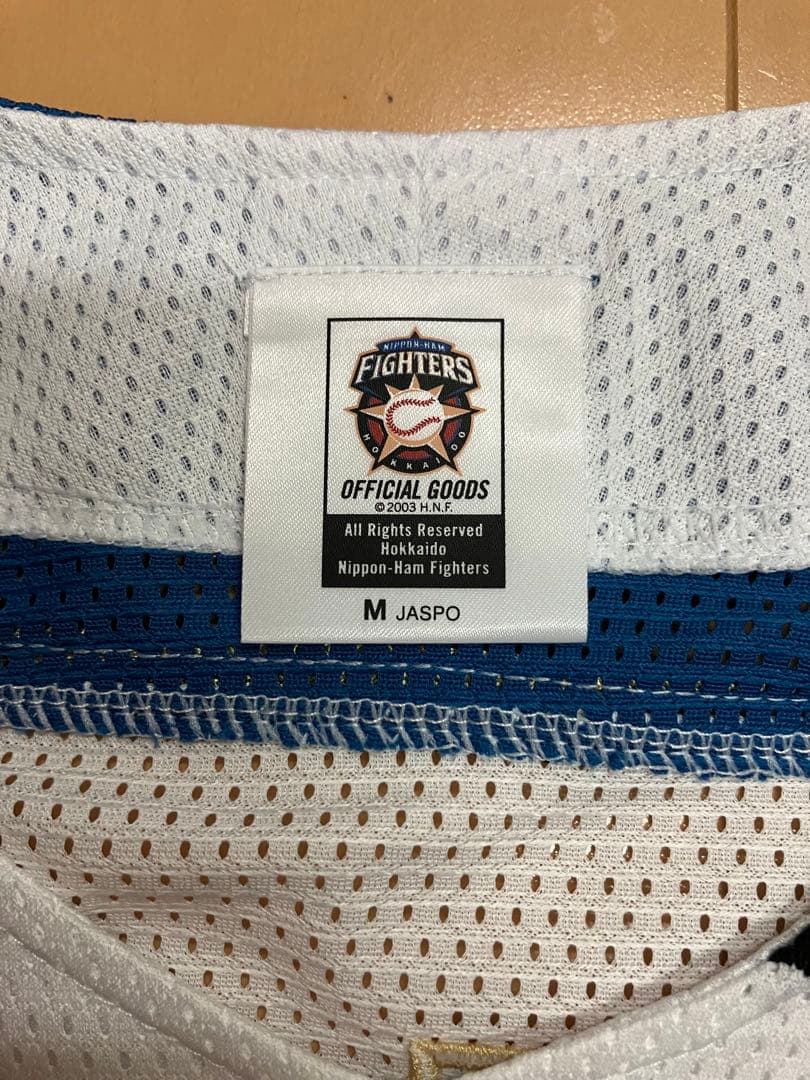 NIPPON-HAM
FIGHTERS
HOKKAIDO
OFFICIAL GOODS
© 2003 H.N.F.
All Rights Reserved
Hokkaido
Nippon-Ham Fighters
M JASPO